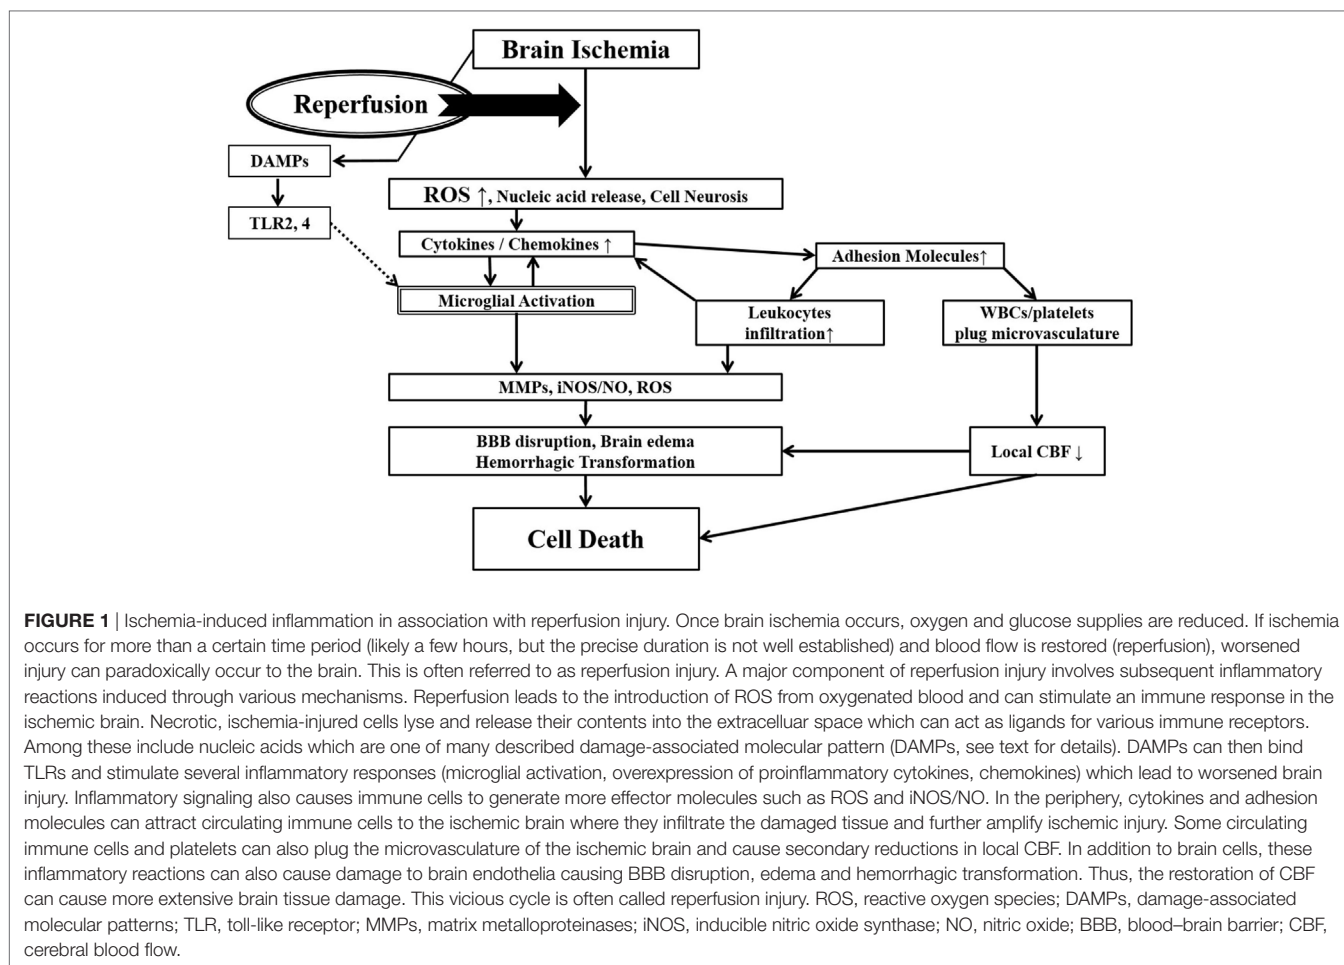 Brain Ischemia
Reperfusion
DAMPs
ROS ↑, Nucleic acid release, Cell Neurosis
TLR2, 4
Cytokines / Chemokines ↑
Adhesion Molecules↑
Microglial Activation
Leukocytes
infiltration↑
WBCs/platelets
plug microvasculature
MMPs, iNOS/NO, ROS
BBB disruption, Brain edema
Hemorrhagic Transformation
Local CBF ↓
Cell Death
FIGURE 1 | Ischemia-induced inflammation in association with reperfusion injury. Once brain ischemia occurs, oxygen and glucose supplies are reduced. If ischemia
occurs for more than a certain time period (likely a few hours, but the precise duration is not well established) and blood flow is restored (reperfusion), worsened
injury can paradoxically occur to the brain. This is often referred to as reperfusion injury. A major component of reperfusion injury involves subsequent inflammatory
reactions induced through various mechanisms. Reperfusion leads to the introduction of ROS from oxygenated blood and can stimulate an immune response in the
ischemic brain. Necrotic, ischemia-injured cells lyse and release their contents into the extracelluar space which can act as ligands for various immune receptors.
Among these include nucleic acids which are one of many described damage-associated molecular pattern (DAMPs, see text for details). DAMPs can then bind
TLRs and stimulate several inflammatory responses (microglial activation, overexpression of proinflammatory cytokines, chemokines) which lead to worsened brain
injury. Inflammatory signaling also causes immune cells to generate more effector molecules such as ROS and iNOS/NO. In the periphery, cytokines and adhesion
molecules can attract circulating immune cells to the ischemic brain where they infiltrate the damaged tissue and further amplify ischemic injury. Some circulating
immune cells and platelets can also plug the microvasculature of the ischemic brain and cause secondary reductions in local CBF. In addition to brain cells, these
inflammatory reactions can also cause damage to brain endothelia causing BBB disruption, edema and hemorrhagic transformation. Thus, the restoration of CBF
can cause more extensive brain tissue damage. This vicious cycle is often called reperfusion injury. ROS, reactive oxygen species; DAMPs, damage-associated
molecular patterns; TLR, toll-like receptor; MMPs, matrix metalloproteinases; iNOS, inducible nitric oxide synthase; NO, nitric oxide; BBB, blood–brain barrier; CBF,
cerebral blood flow.